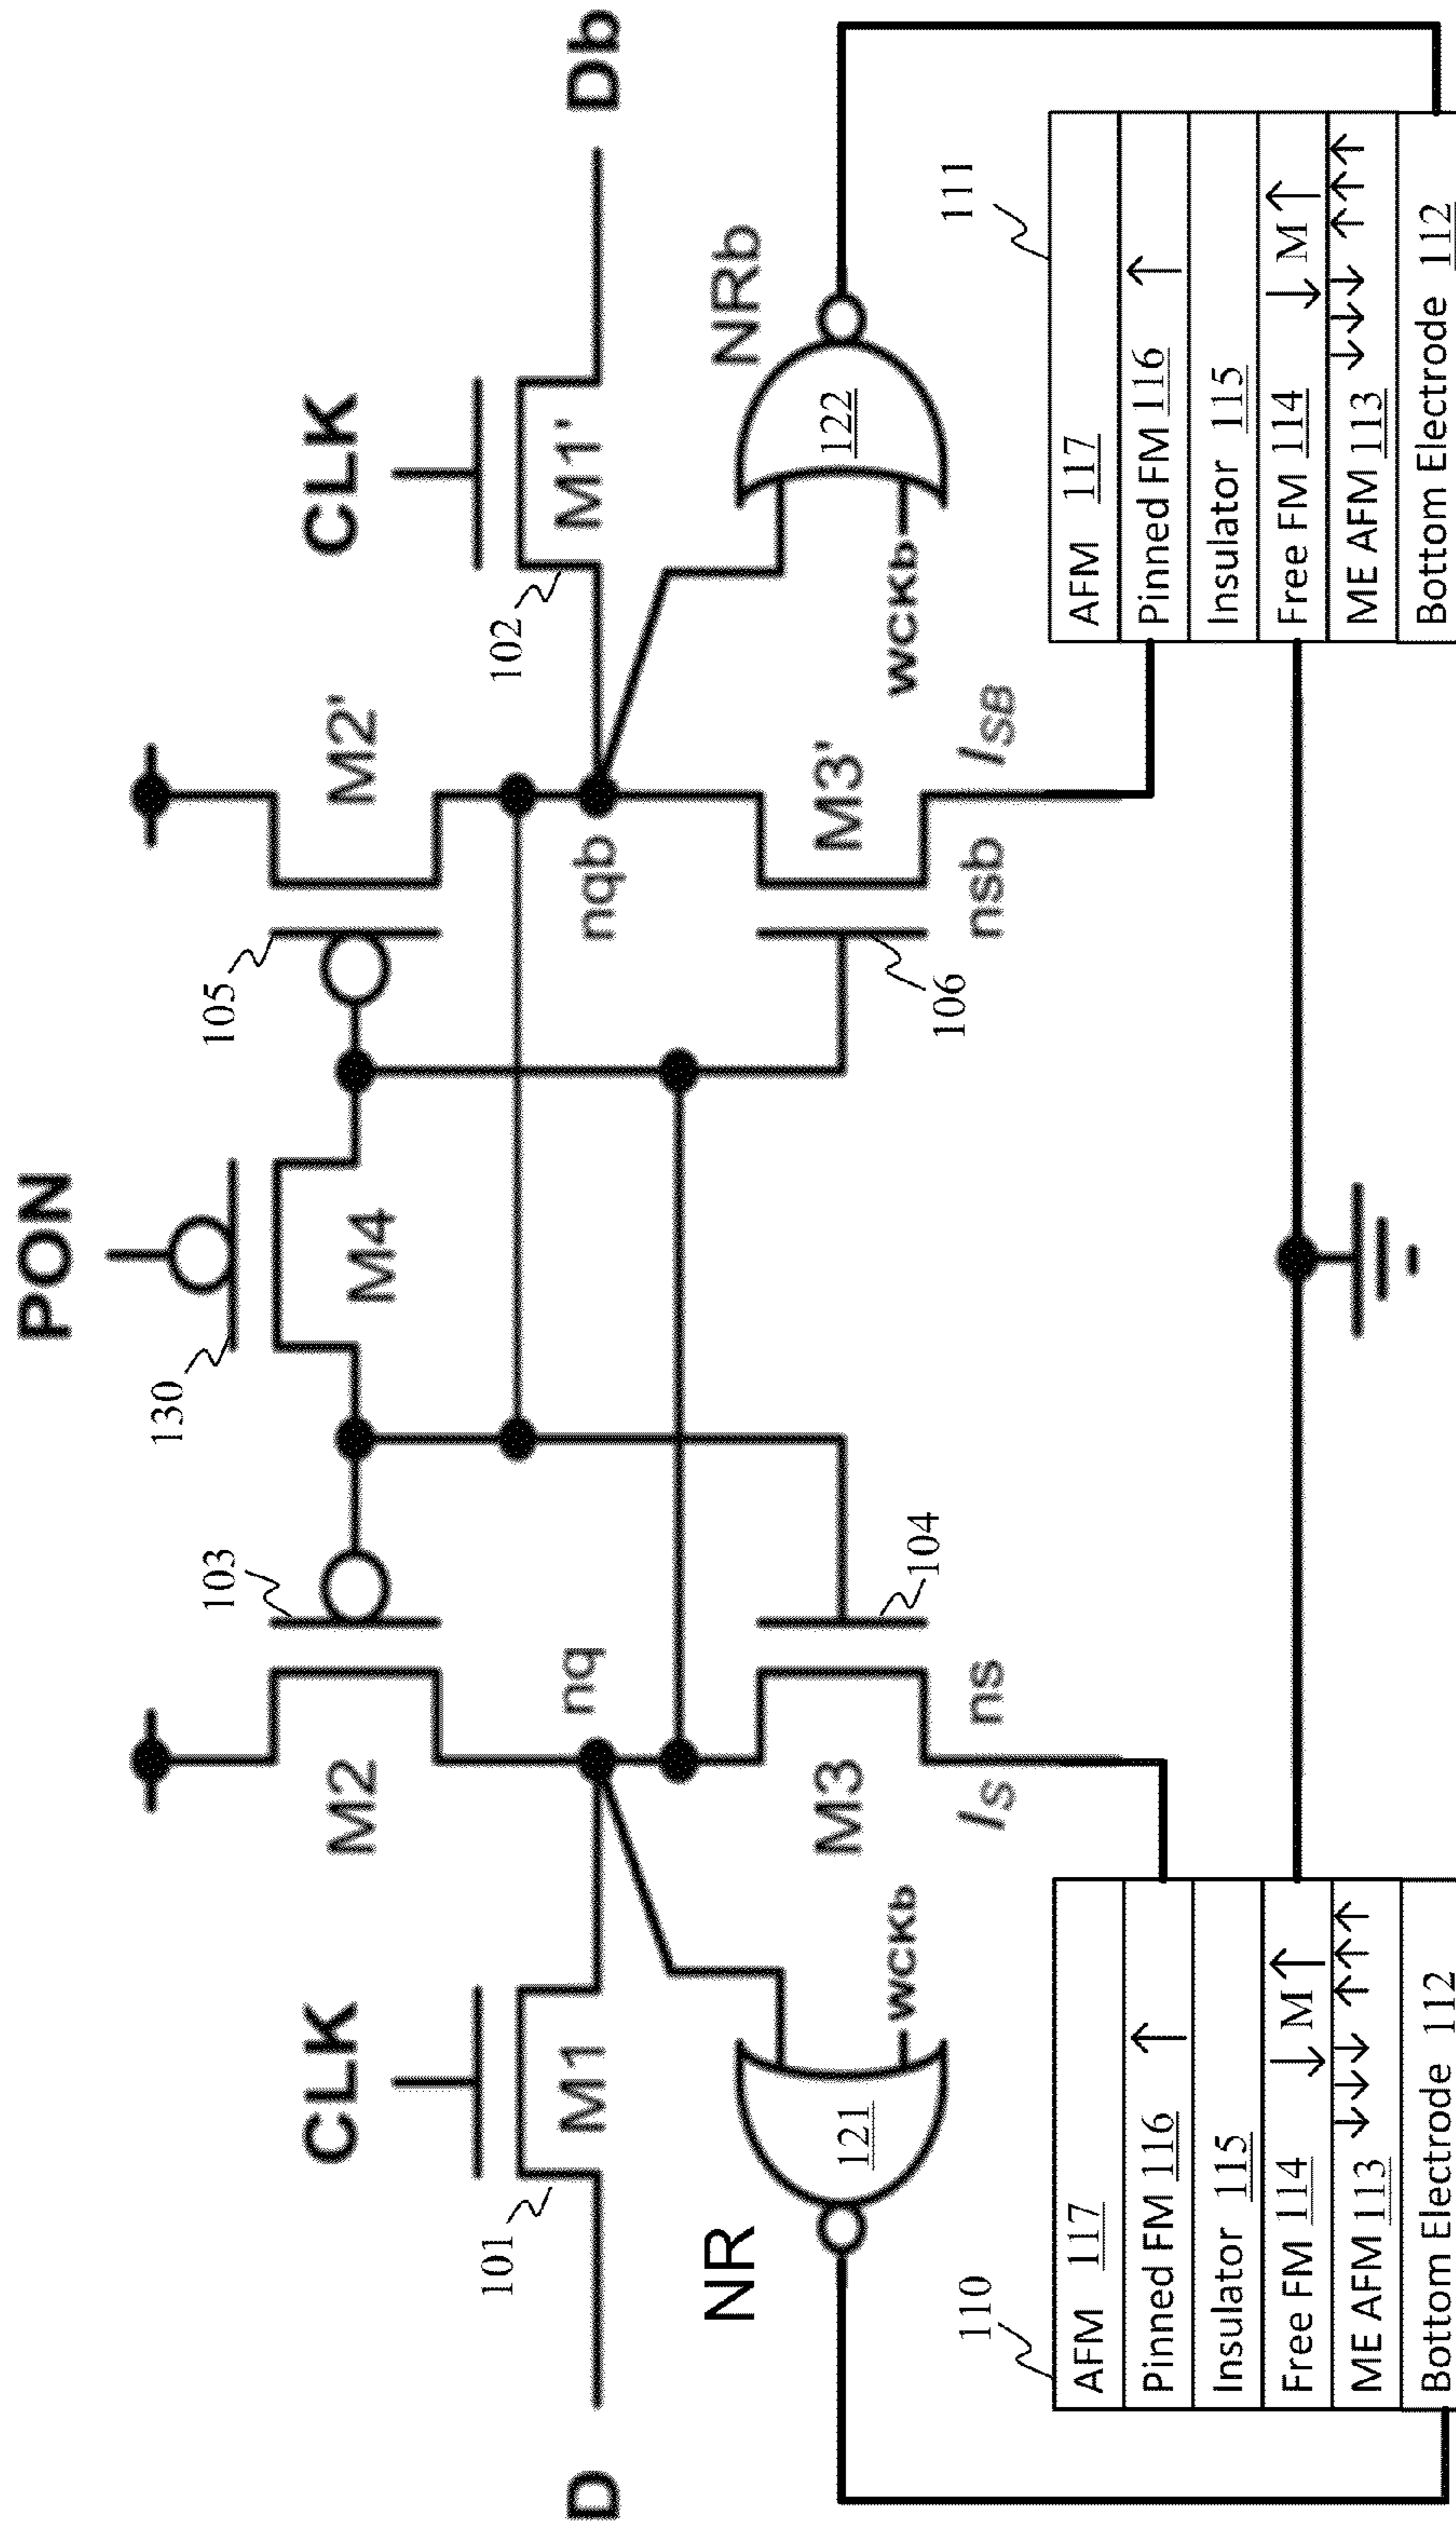 PON
CLK
CLK
130
103
105
M2
M4
M2'
D
Db
M1
M1'
101
102
nq
nqb
NR
NRb
121
122
WCKb
WCKb
M3
M3'
104
106
ns
nsb
IS
ISB
110
111
AFM 117
Pinned FM 116 ↑
Insulator 115
Free FM 114 ↓ M ↑
ME AFM 113 ↓↓↓ ↑↑↑
Bottom Electrode 112
AFM 117
Pinned FM 116 ↑
Insulator 115
Free FM 114 ↓ M ↑
ME AFM 113 ↓↓↓ ↑↑↑
Bottom Electrode 112